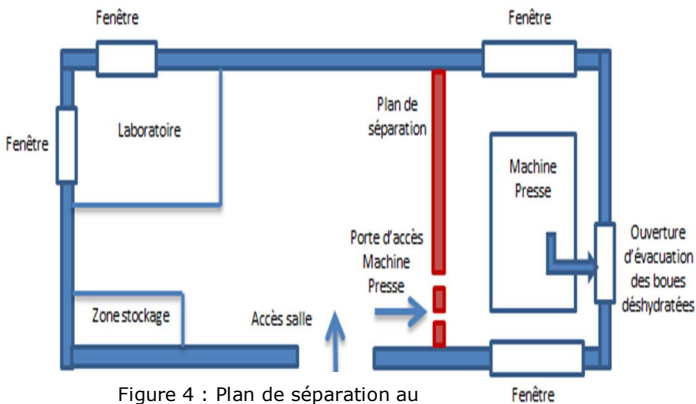 Fenêtre
Fenêtre
Fenêtre
Laboratoire
Plan de
séparation
Machine
Presse
Porte d'accès
Machine
Presse
Ouverture
d'évacuation
des boues
déshydratées
Zone stockage
Accès salle
Fenêtre
Figure 4 : Plan de séparation au